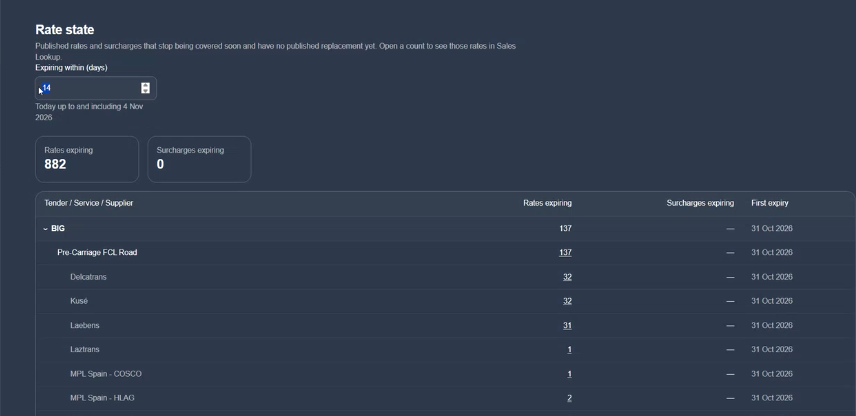 Rate state
Published rates and surcharges that stop being covered soon and have no published replacement yet. Open a count to see those rates in Sales
Lookup.
Expiring within (days)
14
Today up to and including 4 Nov
2026
Rates expiring
882
Surcharges expiring
0
Tender / Service / Supplier Rates expiring Surcharges expiring First expiry
BIG 137 — 31 Oct 2026
Pre-Carriage FCL Road 137 — 31 Oct 2026
Delcatrans 32 — 31 Oct 2026
Kusé 32 — 31 Oct 2026
Laebens 31 — 31 Oct 2026
Laztrans 1 — 31 Oct 2026
MPL Spain - COSCO 1 — 31 Oct 2026
MPL Spain - HLAG 2 — 31 Oct 2026